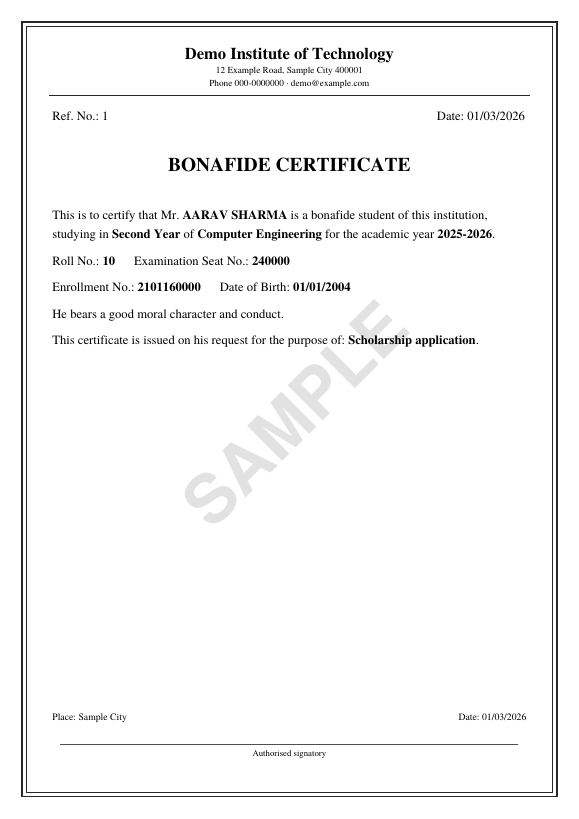 Demo Institute of Technology
12 Example Road, Sample City 400001
Phone 000-0000000 · demo@example.com
Ref. No.: 1 Date: 01/03/2026
BONAFIDE CERTIFICATE
This is to certify that Mr. AARAV SHARMA is a bonafide student of this institution,
studying in Second Year of Computer Engineering for the academic year 2025-2026.
Roll No.: 10 Examination Seat No.: 240000
Enrollment No.: 2101160000 Date of Birth: 01/01/2004
He bears a good moral character and conduct.
This certificate is issued on his request for the purpose of: Scholarship application.
SAMPLE
Place: Sample City Date: 01/03/2026
Authorised signatory